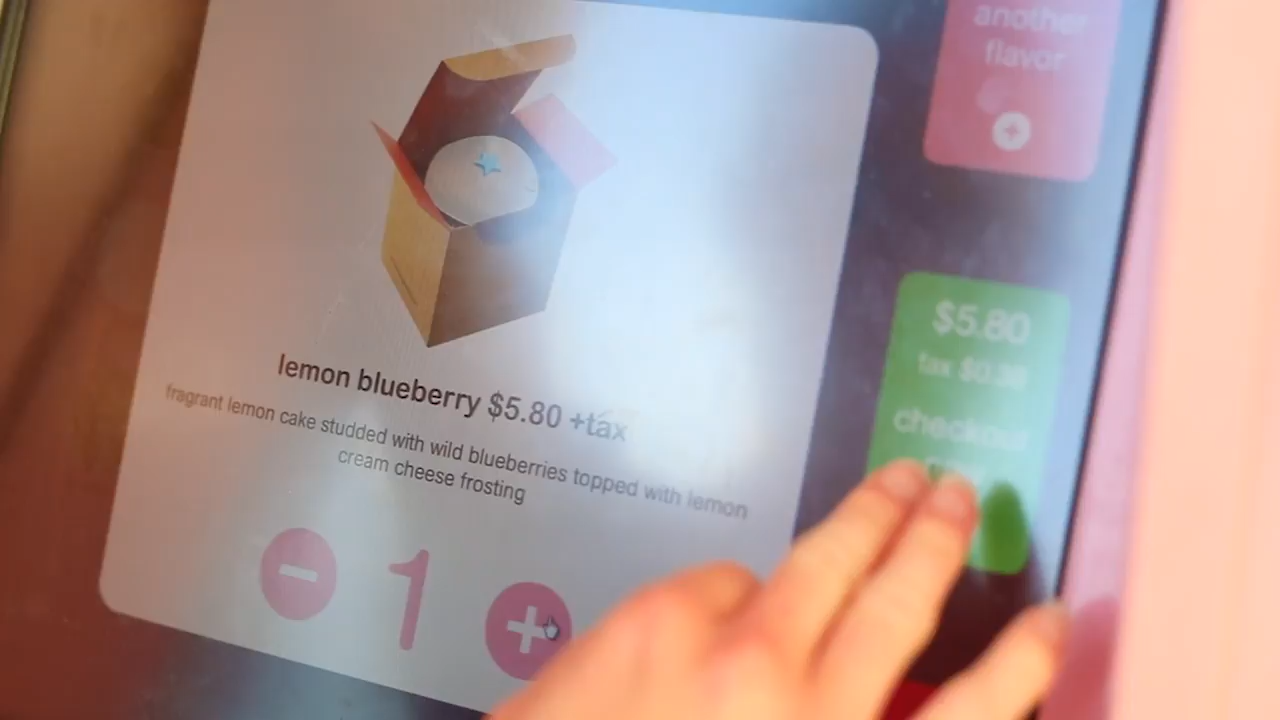 another
flavor
lemon blueberry $5.80 +tax
fragrant lemon cake studded with wild blueberries topped with lemon
cream cheese frosting
1
$5.80
tax
checkout